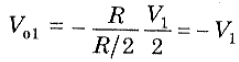 V_{o1} = - \frac{R}{R/2} \frac{V_1}{2} = - V_1